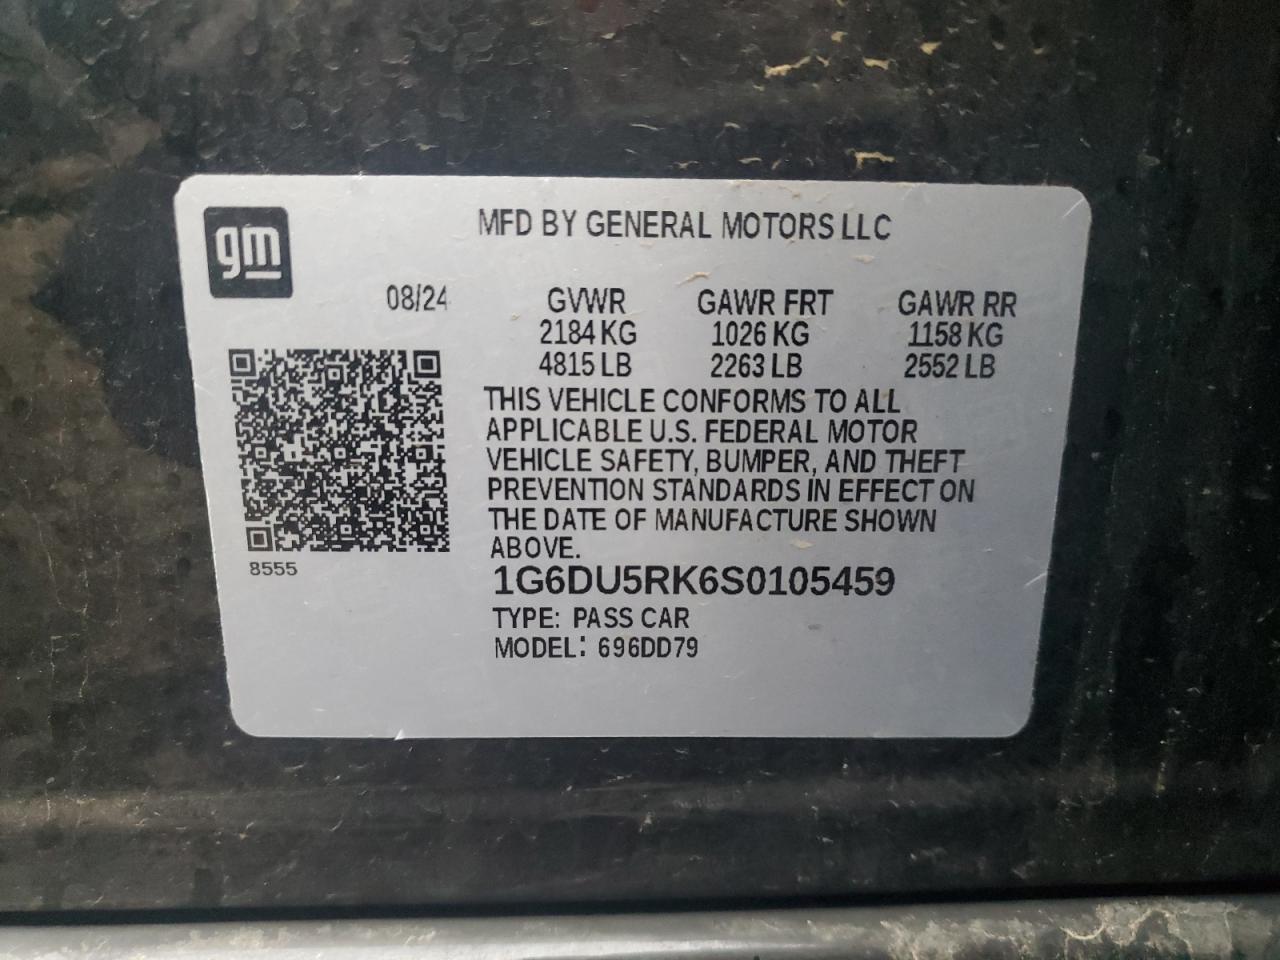 gm
MFD BY GENERAL MOTORS LLC
08/24
GVWR GAWR FRT GAWR RR
2184 KG 1026 KG 1158 KG
4815 LB 2263 LB 2552 LB
THIS VEHICLE CONFORMS TO ALL
APPLICABLE U.S. FEDERAL MOTOR
VEHICLE SAFETY, BUMPER, AND THEFT
PREVENTION STANDARDS IN EFFECT ON
THE DATE OF MANUFACTURE SHOWN
ABOVE.
8555
1G6DU5RK6S0105459
TYPE: PASS CAR
MODEL: 696DD79